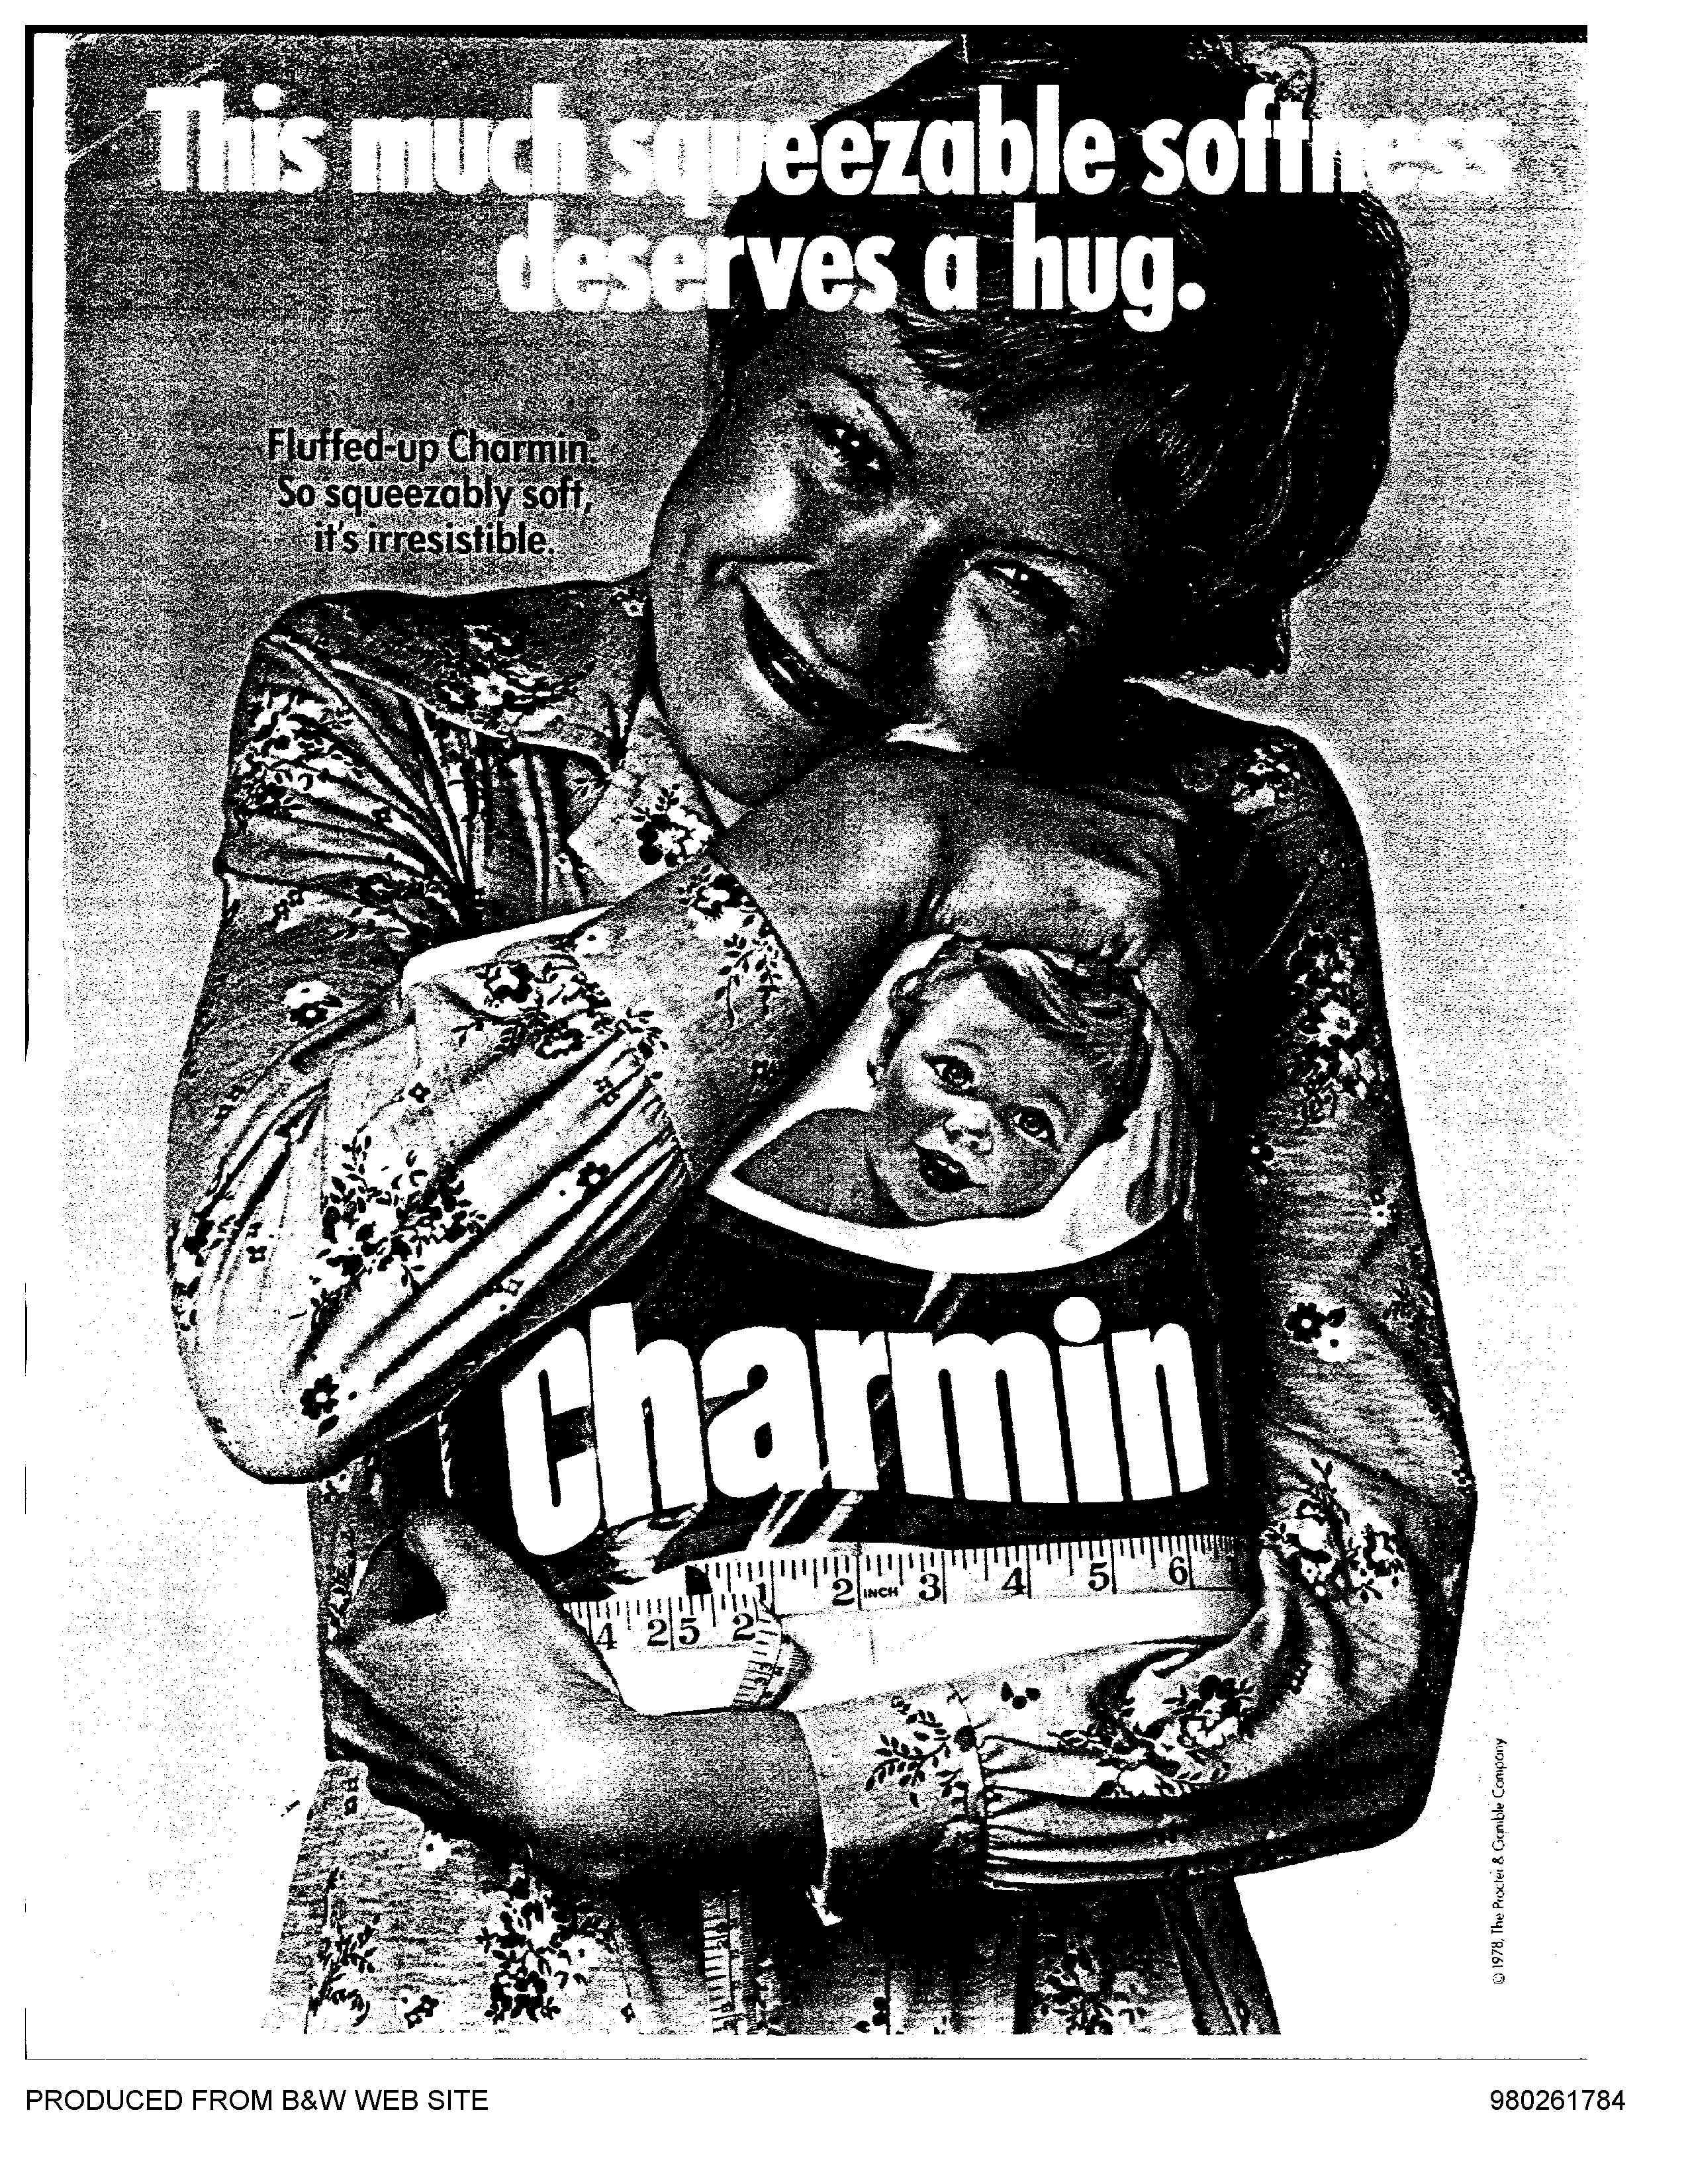 This much squeezable softness
deserves a hug.
Fluffed-up Charmin.®
So squeezably soft,
it's irresistible.
Charmin
1 2 INCH 3 4 5 6
4 25 2
© 1978, The Procter & Gamble Company
PRODUCED FROM B&W WEB SITE
980261784